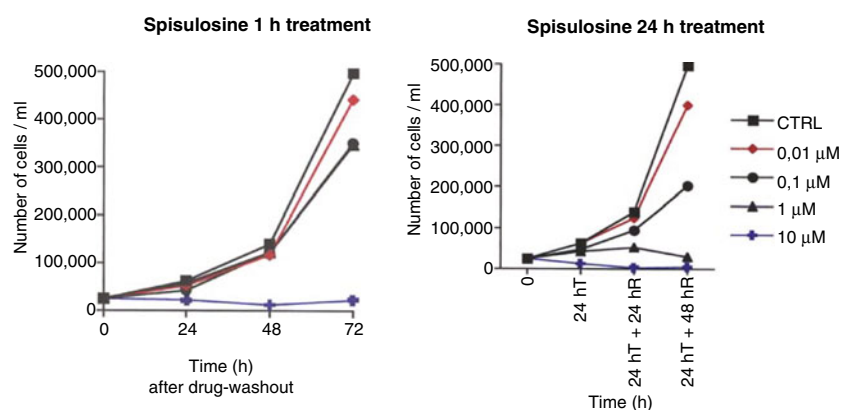 Spisulosine 1 h treatment
Number of cells / ml
500,000
400,000
300,000
200,000
100,000
0
0 24 48 72
Time (h)
after drug-washout
Spisulosine 24 h treatment
Number of cells / ml
500,000
400,000
300,000
200,000
100,000
0
0
24 hT
24 hT + 24 hR
24 hT + 48 hR
Time (h)
CTRL
0,01 μM
0,1 μM
1 μM
10 μM